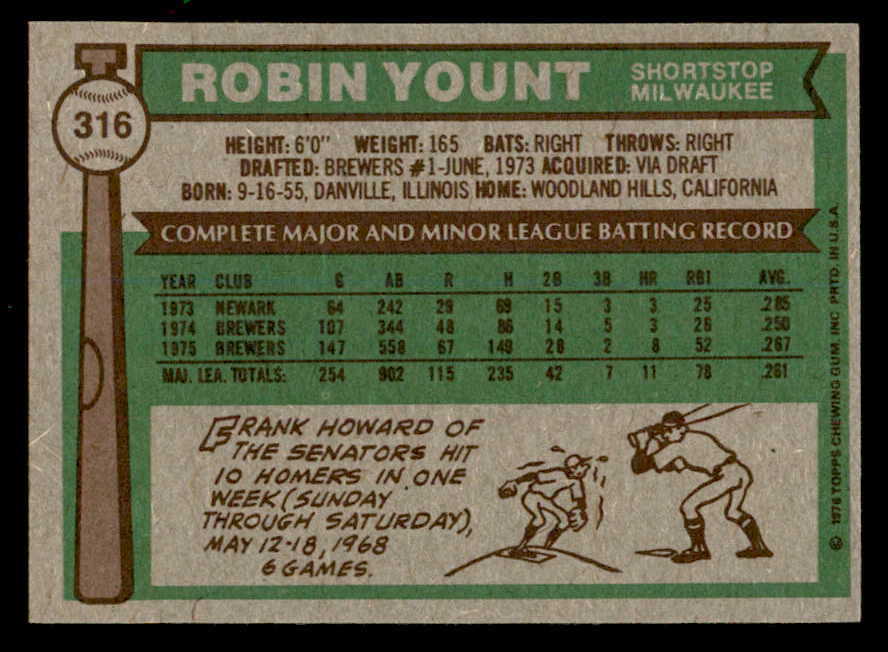 T
316
ROBIN YOUNT
SHORTSTOP
MILWAUKEE
HEIGHT: 6'0" WEIGHT: 165 BATS: RIGHT THROWS: RIGHT
DRAFTED: BREWERS #1-JUNE, 1973 ACQUIRED: VIA DRAFT
BORN: 9-16-55, DANVILLE, ILLINOIS HOME: WOODLAND HILLS, CALIFORNIA
COMPLETE MAJOR AND MINOR LEAGUE BATTING RECORD
YEAR CLUB G AB R H 2B 3B HR RBI AVG.
1973 NEWARK 64 242 29 69 15 3 3 25 .285
1974 BREWERS 107 344 48 86 14 5 3 26 .250
1975 BREWERS 147 558 67 149 28 2 8 52 .267
MAJ. LEA. TOTALS: 254 902 115 235 42 7 11 78 .261
FRANK HOWARD OF
THE SENATORS HIT
10 HOMERS IN ONE
WEEK (SUNDAY
THROUGH SATURDAY),
MAY 12-18, 1968
6 GAMES.
© 1976 TOPPS CHEWING GUM, INC. PRTD. IN U.S.A.